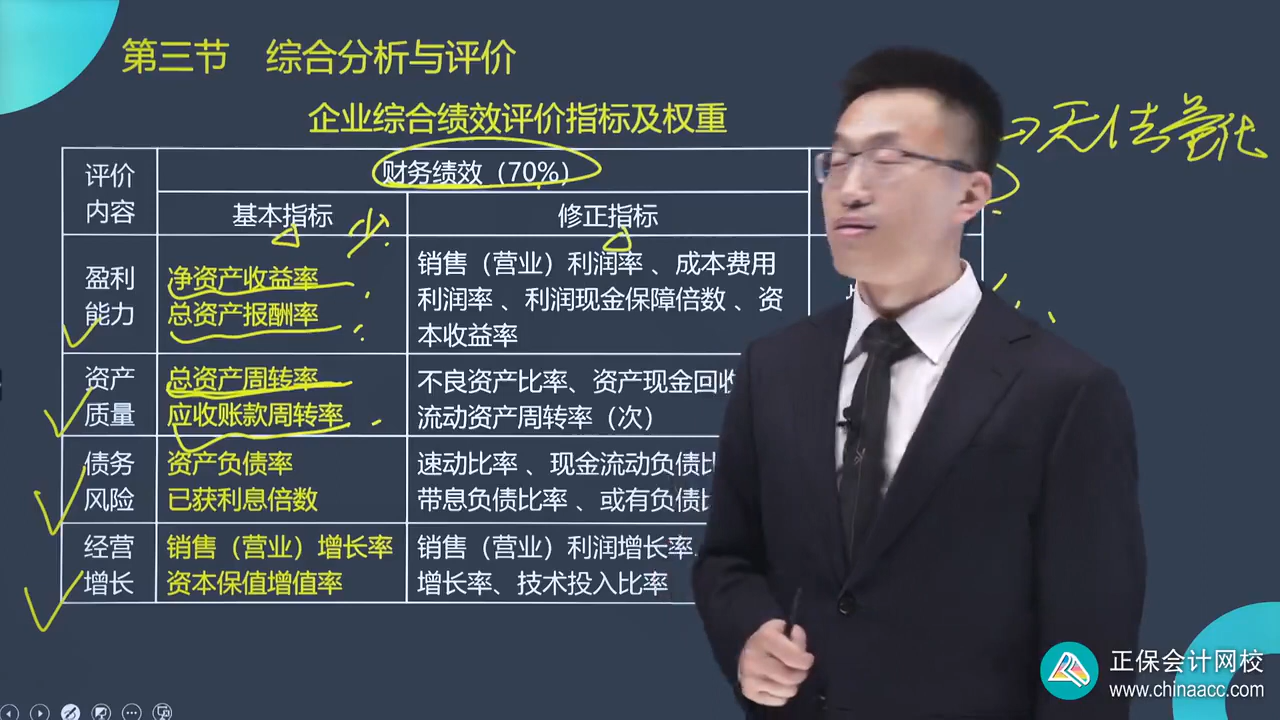 第三节 综合分析与评价
企业综合绩效评价指标及权重
→无法量化
评价
内容
财务绩效（70%）
基本指标
少
修正指标
盈利
能力
净资产收益率
总资产报酬率
销售（营业）利润率 、成本费用
利润率 、利润现金保障倍数 、资
本收益率
资产
质量
总资产周转率
应收账款周转率
不良资产比率、资产现金回收
流动资产周转率（次）
债务
风险
资产负债率
已获利息倍数
速动比率 、现金流动负债比
带息负债比率 、或有负债比
经营
增长
销售（营业）增长率
资本保值增值率
销售（营业）利润增长率、
增长率、技术投入比率
正保会计网校
www.chinaacc.com